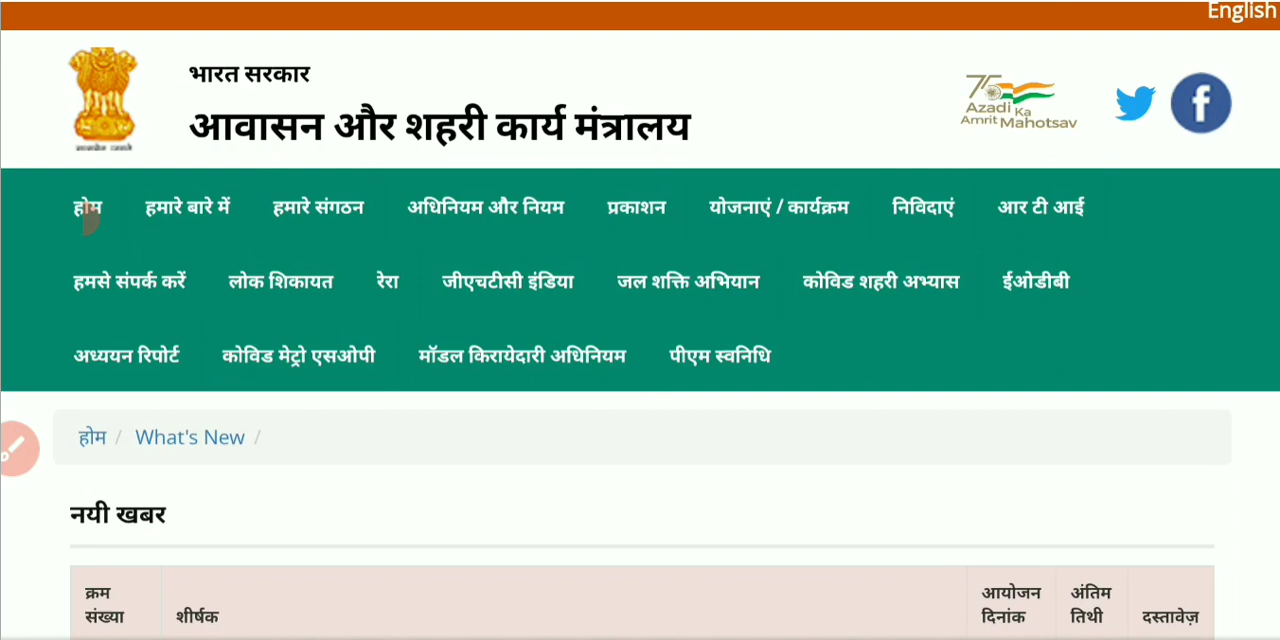 English
भारत सरकार
आवासन और शहरी कार्य मंत्रालय
75
Azadi Ka
Amrit Mahotsav
होम हमारे बारे में हमारे संगठन अधिनियम और नियम प्रकाशन योजनाएं / कार्यक्रम निविदाएं आर टी आई
हमसे संपर्क करें लोक शिकायत रेरा जीएचटीसी इंडिया जल शक्ति अभियान कोविड शहरी अभ्यास ईओडीबी
अध्ययन रिपोर्ट कोविड मेट्रो एसओपी मॉडल किरायेदारी अधिनियम पीएम स्वनिधि
होम / What's New /
नयी खबर
क्रम आयोजन अंतिम
संख्या शीर्षक दिनांक तिथी दस्तावेज़